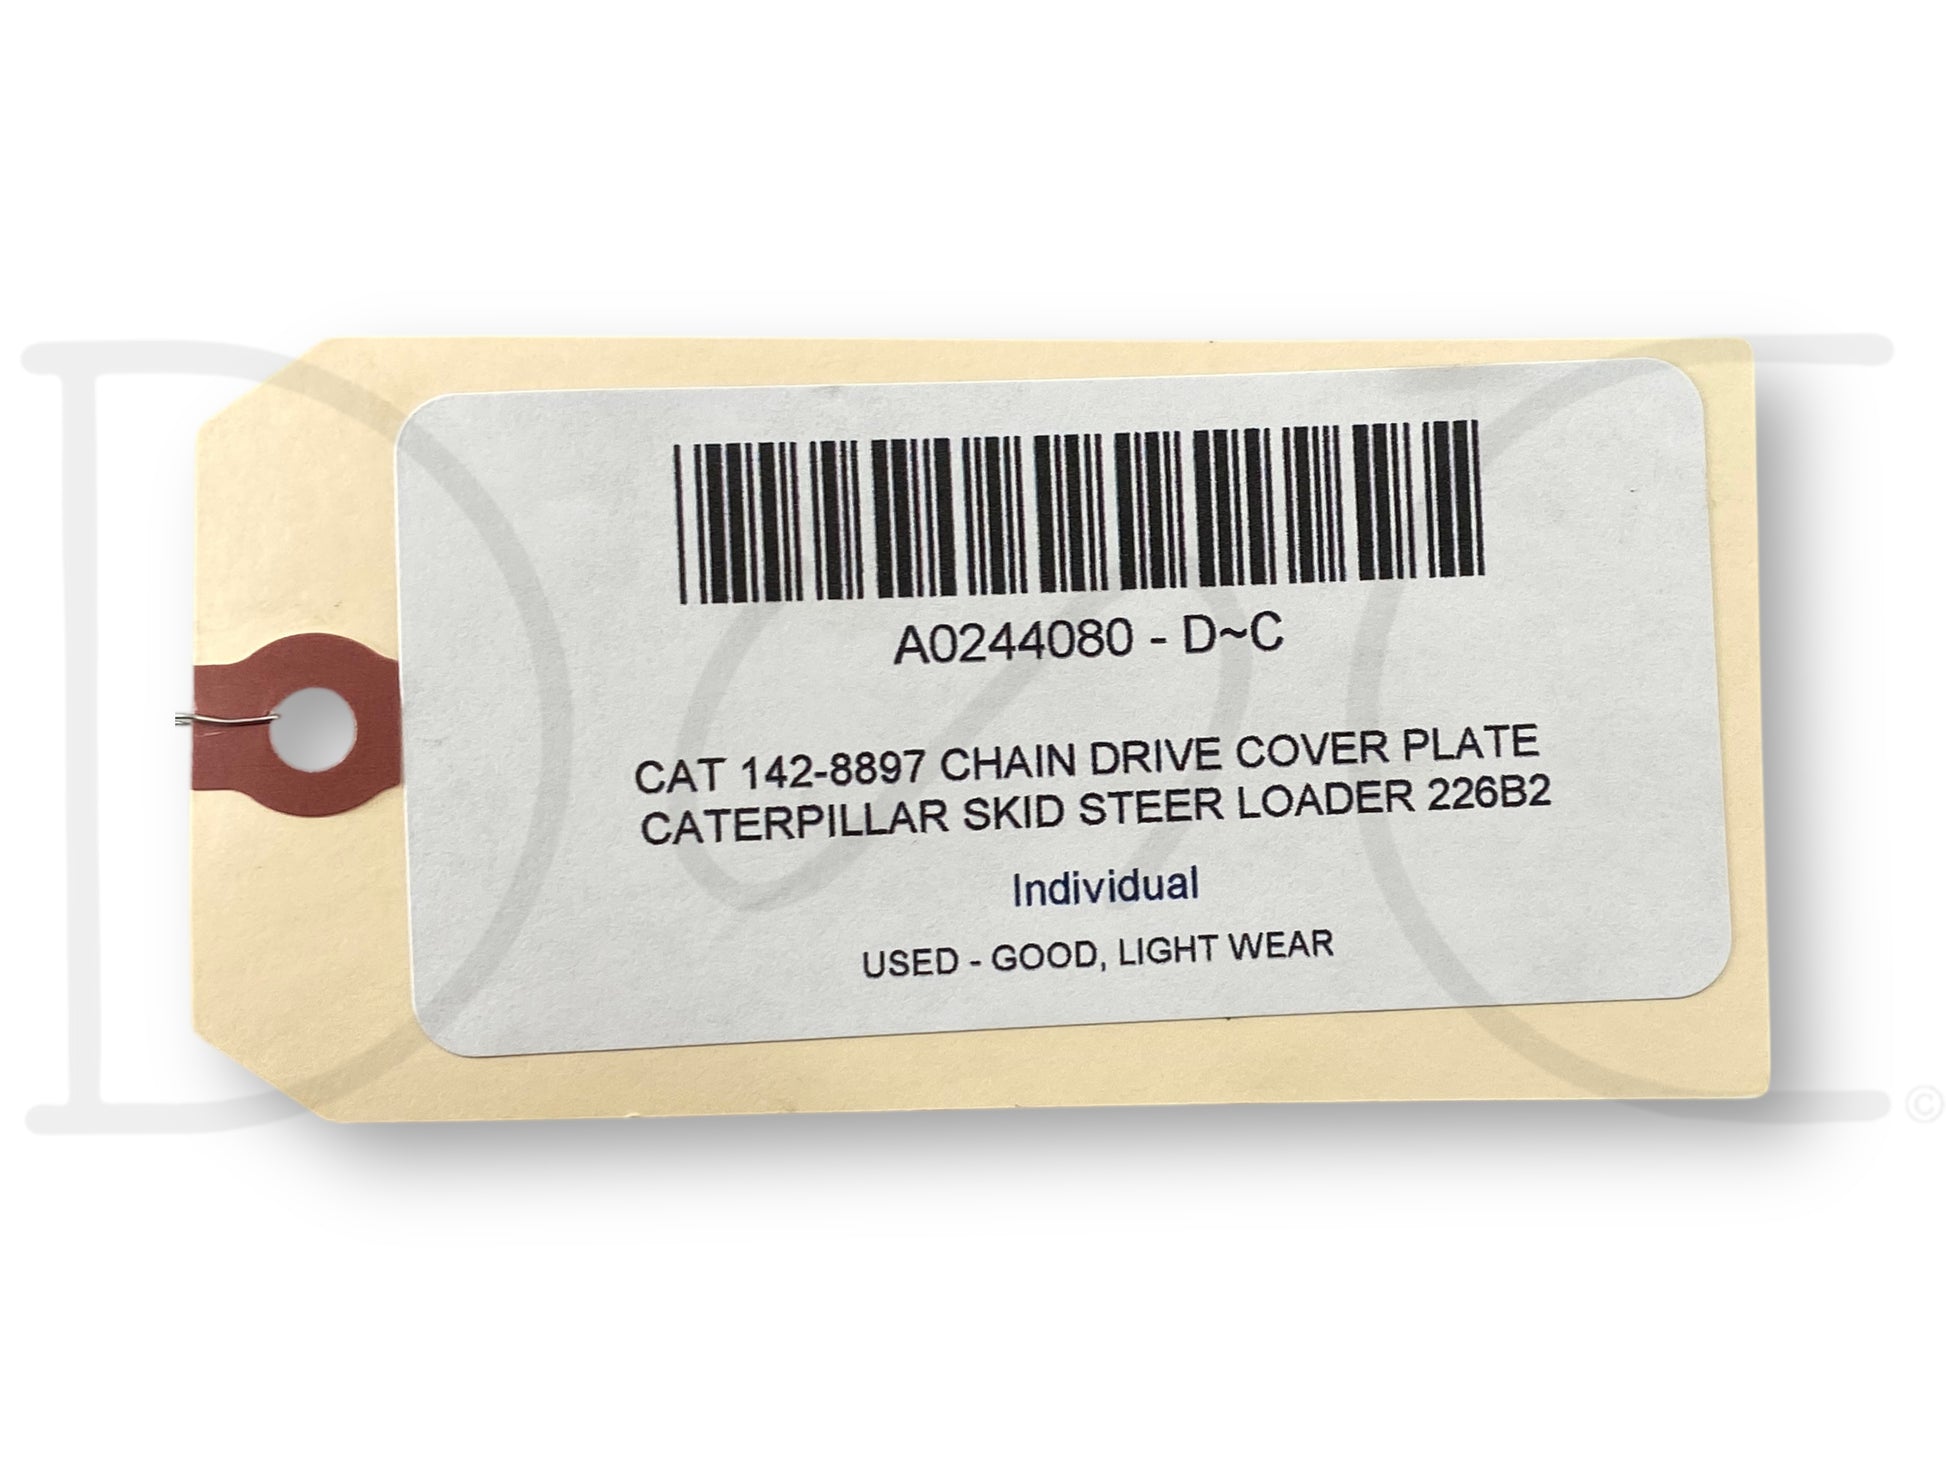 A0244080 - D~C
CAT 142-8897 CHAIN DRIVE COVER PLATE
CATERPILLAR SKID STEER LOADER 226B2
Individual
USED - GOOD, LIGHT WEAR
D~C
©